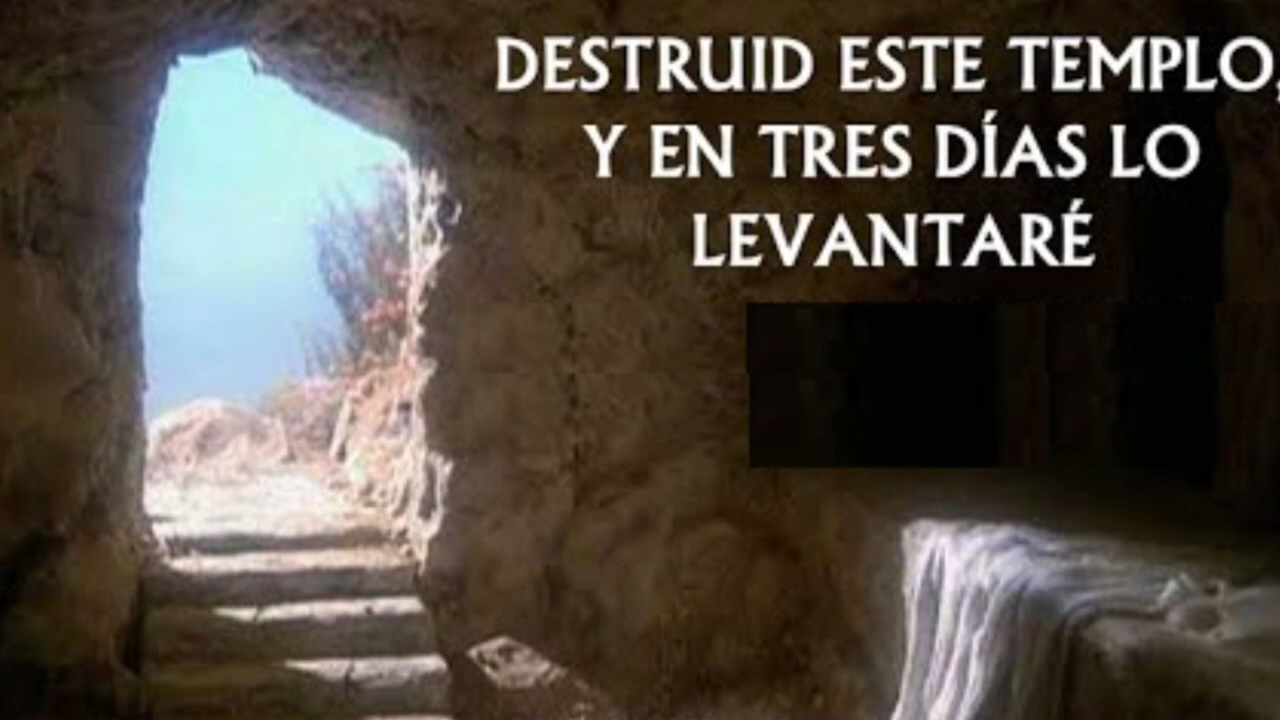 DESTRUID ESTE TEMPLO,
Y EN TRES DÍAS LO
LEVANTARÉ